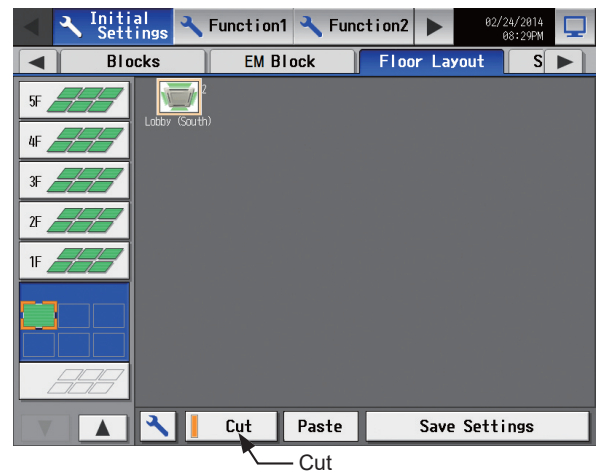 Initial
Settings
Function1
Function2
02/24/2014
08:29PM
Blocks
EM Block
Floor Layout
S
5F
2
Lobby (South)
4F
3F
2F
1F
Cut
Paste
Save Settings
Cut